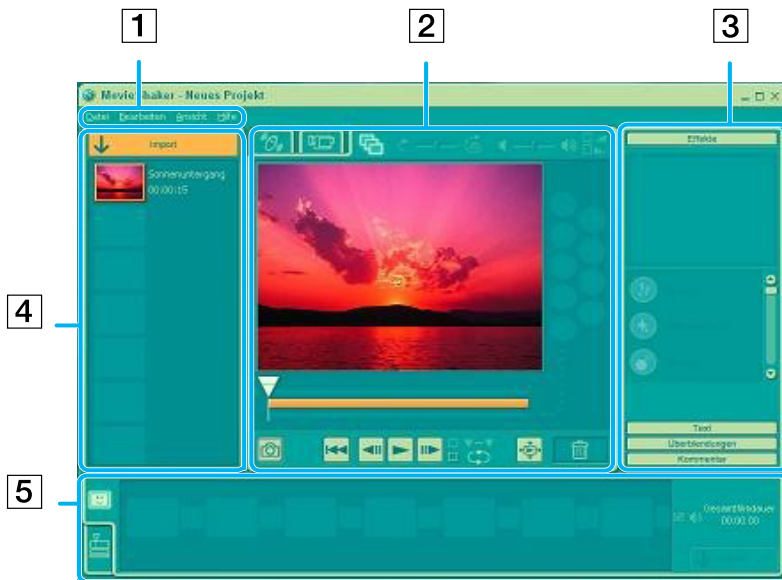 1
2
3
MovieShaker - Neues Projekt
Datei Bearbeiten Ansicht Hilfe
Import
Effekte
Sonnenuntergang
00:00:15
4
Text
Überblendungen
Kommentar
5
Gesamtfilmdauer
00:00:00